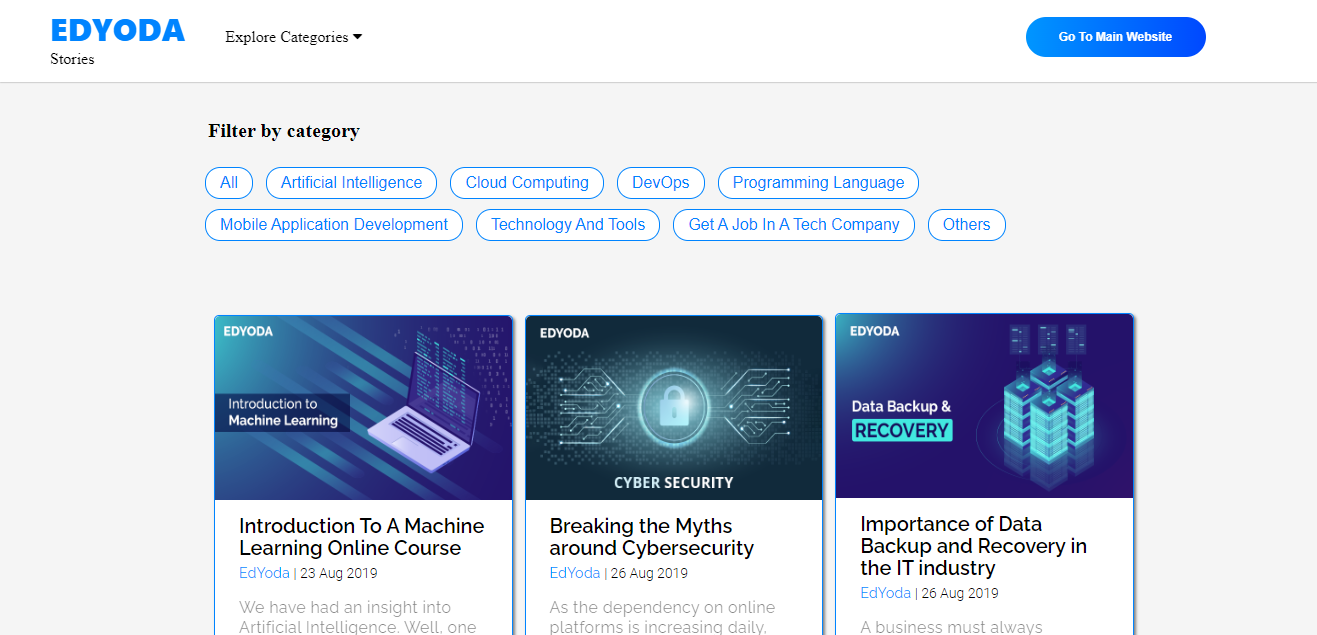 EDYODA
Stories
Explore Categories
Go To Main Website
Filter by category
All
Artificial Intelligence
Cloud Computing
DevOps
Programming Language
Mobile Application Development
Technology And Tools
Get A Job In A Tech Company
Others
EDYODA
Introduction to
Machine Learning
Introduction To A Machine
Learning Online Course
EdYoda | 23 Aug 2019
We have had an insight into
Artificial Intelligence. Well, one
EDYODA
CYBER SECURITY
Breaking the Myths
around Cybersecurity
EdYoda | 26 Aug 2019
As the dependency on online
platforms is increasing daily,
EDYODA
Data Backup &
RECOVERY
Importance of Data
Backup and Recovery in
the IT industry
EdYoda | 26 Aug 2019
A business must always